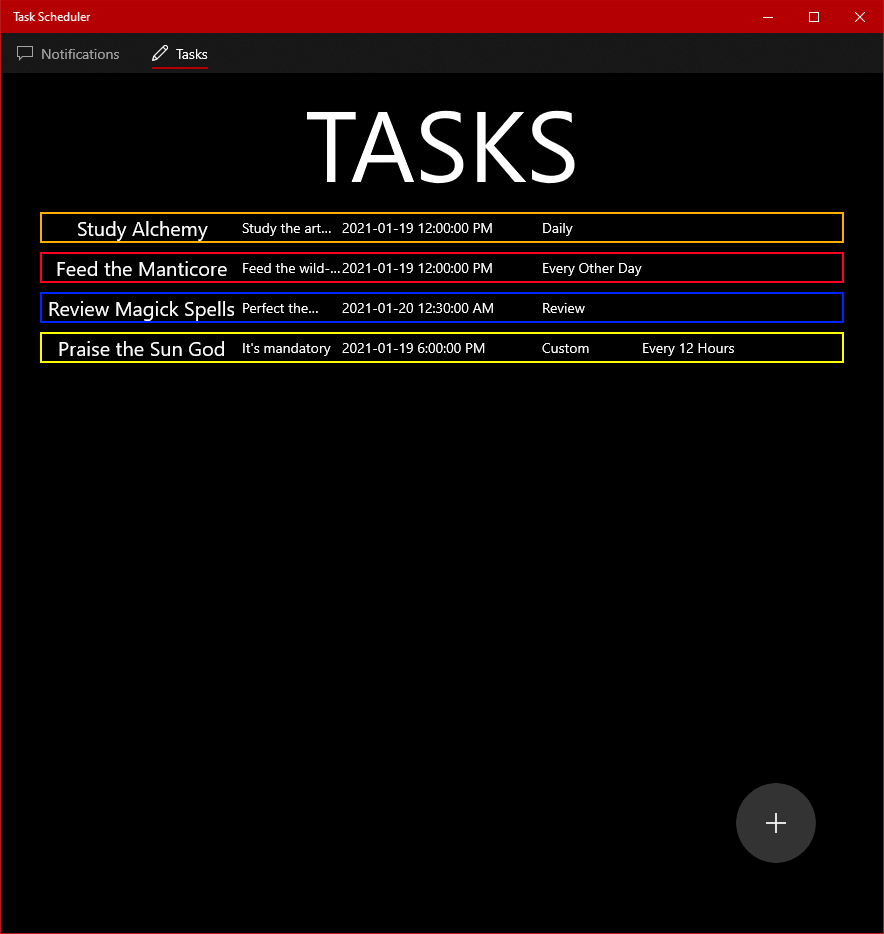 Task Scheduler
Notifications Tasks
TASKS
Study Alchemy Study the art... 2021-01-19 12:00:00 PM Daily
Feed the Manticore Feed the wild-... 2021-01-19 12:00:00 PM Every Other Day
Review Magick Spells Perfect the... 2021-01-20 12:30:00 AM Review
Praise the Sun God It's mandatory 2021-01-19 6:00:00 PM Custom Every 12 Hours